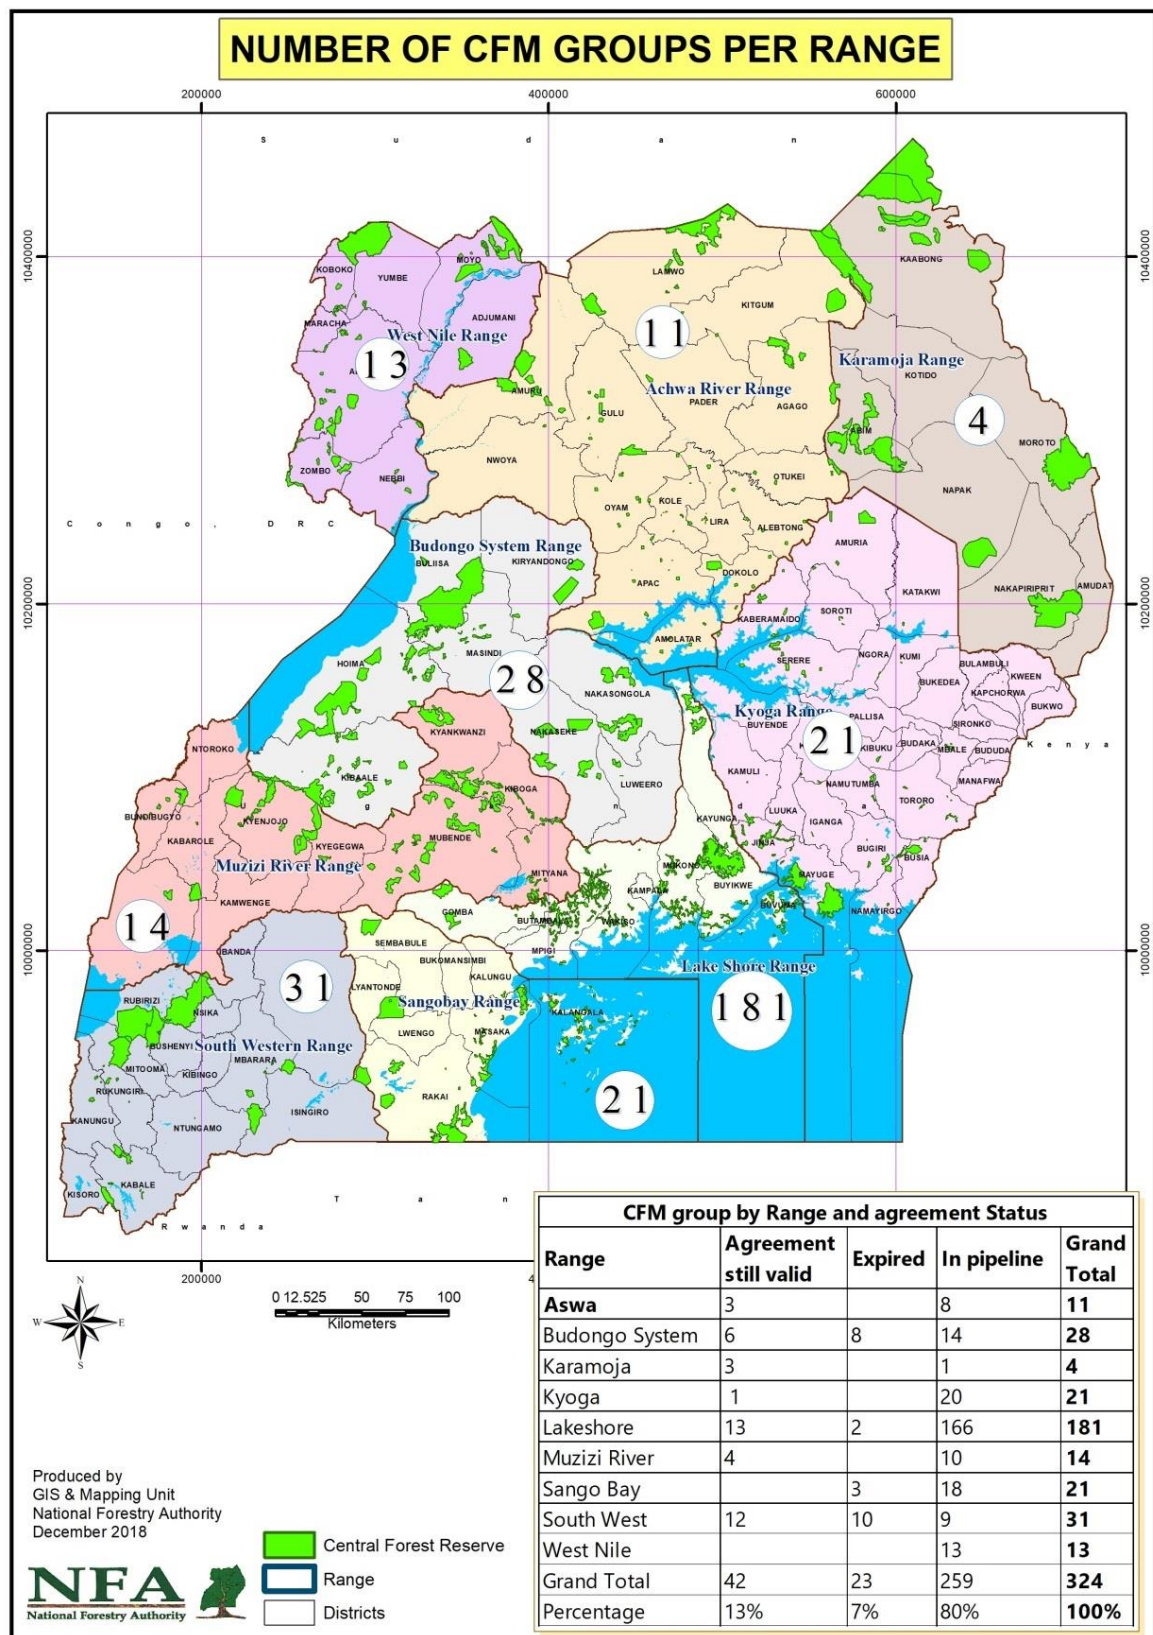 NUMBER OF CFM GROUPS PER RANGE
200000 400000 600000
S u d a n
10400000 10400000
KAABONG
KOBOKO YUMBE MOYO LAMWO
KITGUM
MARACHA ADJUMANI
West Nile Range
11
Karamoja Range
13
KOTIDO
AMURU Achwa River Range
PADER
GULU AGAGO
4
ABIM MOROTO
NWOYA
ZOMBO NEBBI OTUKEI NAPAK
OYAM KOLE
LIRA ALEBTONG
Congo, DRC
AMURIA
Budongo System Range
BULIISA KIRYANDONGO
APAC DOKOLO KATAKWI NAKAPIRIPRIT AMUDAT
10200000 10200000
KABERAMAIDO SOROTI
AMOLATAR
MASINDI
HOIMA SERERE NGORA KUMI BULAMBULI
BUKEDEA KWEEN
28
NAKASONGOLA KAPCHORWA
BUKWO
Kyoga Range
BUYENDE PALLISA SIRONKO
KYANKWANZI NAKASEKE
21
KIBUKU BUDAKA MBALE BUDUDA Kenya
NTOROKO
KIBAALE LUWEERO KAMULI NAMUTUMBA MANAFWA
U g a n d a
KIBOGA TORORO
BUNDIBUGYO KYENJOJO KAYUNGA LUUKA IGANGA
KABAROLE KYEGEGWA MUBENDE JINJA BUGIRI BUSIA
Muzizi River Range
MITYANA MUKONO BUYIKWE MAYUGE
KAMWENGE KAMPALA
GOMBA BUTAMBALA WAKISO BUVUMA NAMAYIRGO
14
SEMBABULE MPIGI
10000000 10000000
IBANDA BUKOMANSIMBI
KALUNGU Lake Shore Range
31
RUBIRIZI LYANTONDE
Sangobay Range
181
NSIKA KALANGALA
BUSHENYI LWENGO MASAKA
South Western Range
MBARARA
MITOOMA KIBINGO
RUKUNGIRI RAKAI
21
ISINGIRO
KANUNGU NTUNGAMO
KISORO KABALE
T a n
Rwanda
200000
N
W E
S
0 12.525 50 75 100
Kilometers
CFM group by Range and agreement Status
Range Agreement still valid Expired In pipeline Grand Total
Aswa 3 8 11
Budongo System 6 8 14 28
Karamoja 3 1 4
Kyoga 1 20 21
Lakeshore 13 2 166 181
Muzizi River 4 10 14
Sango Bay 3 18 21
South West 12 10 9 31
West Nile 13 13
Grand Total 42 23 259 324
Percentage 13% 7% 80% 100%
Produced by
GIS & Mapping Unit
National Forestry Authority
December 2018
NFA
National Forestry Authority
Central Forest Reserve
Range
Districts